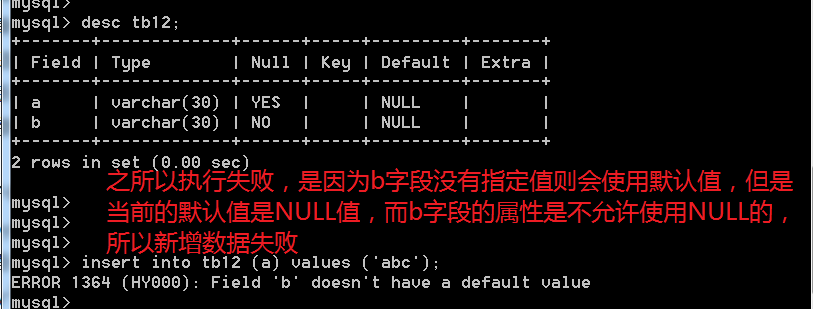 mysql>
mysql> desc tb12;
+-------+-------------+------+-----+---------+-------+
| Field | Type        | Null | Key | Default | Extra |
+-------+-------------+------+-----+---------+-------+
| a     | varchar(30) | YES  |     | NULL    |       |
| b     | varchar(30) | NO   |     | NULL    |       |
+-------+-------------+------+-----+---------+-------+
2 rows in set (0.00 sec)
之所以执行失败，是因为b字段没有指定值则会使用默认值，但是
当前的默认值是NULL值，而b字段的属性是不允许使用NULL的，
所以新增数据失败
mysql>
mysql>
mysql>
mysql> insert into tb12 (a) values ('abc');
ERROR 1364 (HY000): Field 'b' doesn't have a default value
mysql>